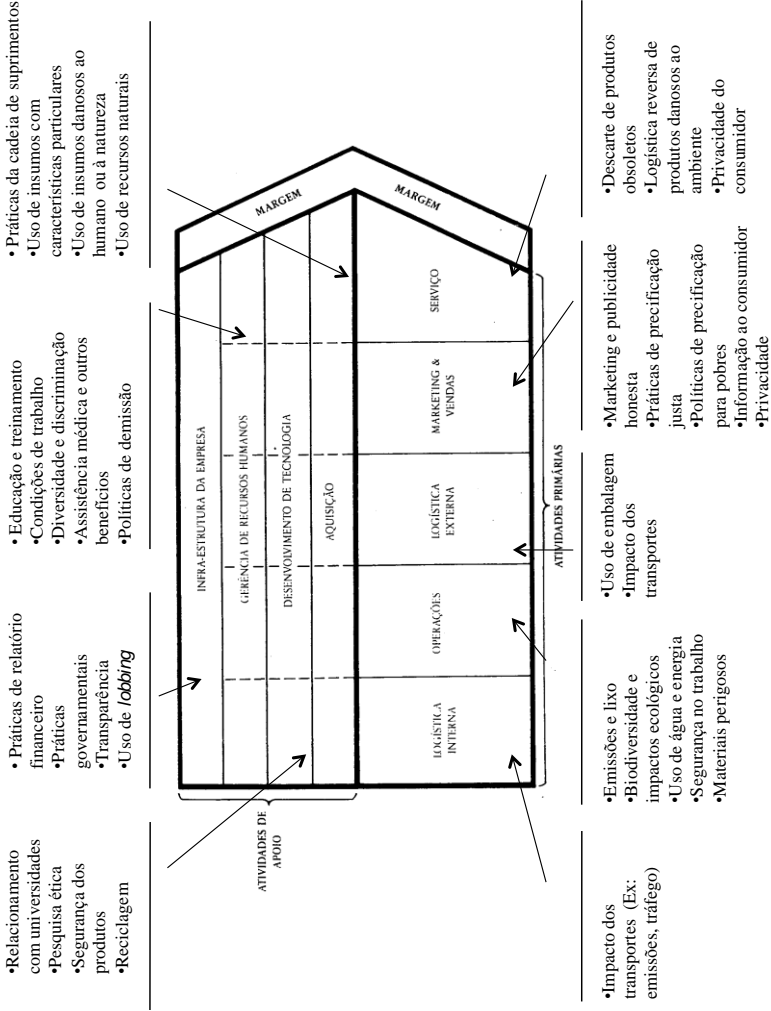 •Relacionamento
com universidades
•Pesquisa ética
•Segurança dos
produtos
•Reciclagem
• Práticas de relatório
financeiro
•Práticas
governamentais
•Transparência
•Uso de lobbing
• Educação e treinamento
•Condições de trabalho
•Diversidade e discriminação
•Assistência médica e outros
benefícios
•Políticas de demissão
• Práticas da cadeia de suprimentos
•Uso de insumos com
características particulares
•Uso de insumos danosos ao
humano ou à natureza
•Uso de recursos naturais
ATIVIDADES DE
APOIO
INFRA-ESTRUTURA DA EMPRESA
GERÊNCIA DE RECURSOS HUMANOS
DESENVOLVIMENTO DE TECNOLOGIA
AQUISIÇÃO
MARGEM
MARGEM
LOGÍSTICA
INTERNA
OPERAÇÕES
LOGÍSTICA
EXTERNA
MARKETING &
VENDAS
SERVIÇO
ATIVIDADES PRIMÁRIAS
•Impacto dos
transportes (Ex:
emissões, tráfego)
•Emissões e lixo
•Biodiversidade e
impactos ecológicos
•Uso de água e energia
•Segurança no trabalho
•Materiais perigosos
•Uso de embalagem
•Impacto dos
transportes
•Marketing e publicidade
honesta
•Práticas de precificação
justa
•Políticas de precificação
para pobres
•Informação ao consumidor
•Privacidade
•Descarte de produtos
obsoletos
•Logística reversa de
produtos danosos ao
ambiente
•Privacidade do
consumidor